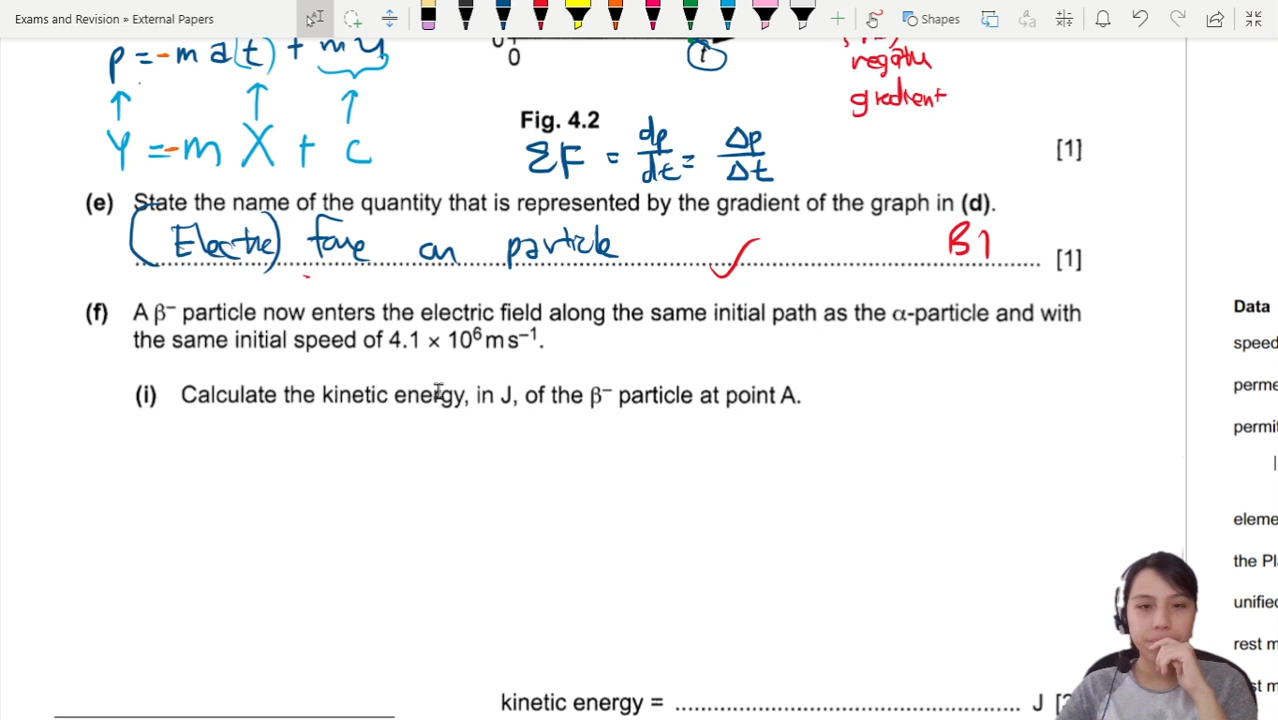 Exams and Revision » External Papers
Shapes
p = -m a(t) + m u
Y = -m X + c
0
0
t
negative
gradient
Fig. 4.2
ΣF = dp/dt = Δp/Δt
[1]
(e) State the name of the quantity that is represented by the gradient of the graph in (d).
(Electric) force on particle
B1
[1]
(f) A β⁻ particle now enters the electric field along the same initial path as the α-particle and with
the same initial speed of 4.1 × 10⁶ m s⁻¹.
(i) Calculate the kinetic energy, in J, of the β⁻ particle at point A.
kinetic energy = ........................................................ J [
Data
speed
perme
permit
eleme
the Pl
unified
rest m
st m